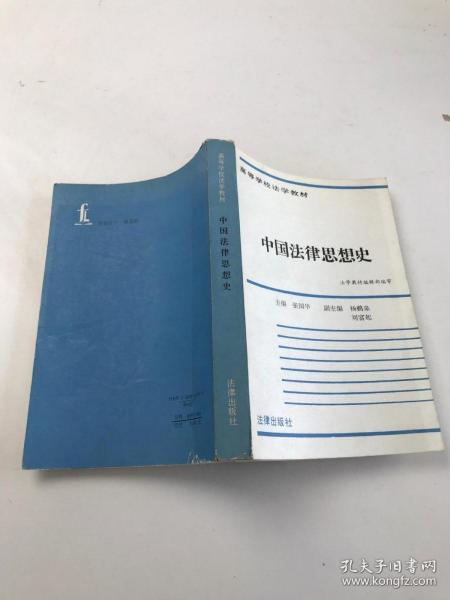 高等学校法学教材
中国法律思想史
法学教材编辑部编审
主编 张国华 副主编 杨鹤皋
刘富起
法律出版社
高等学校法学教材
中国法律思想史
法律出版社
孔夫子旧书网
www.kongfz.com